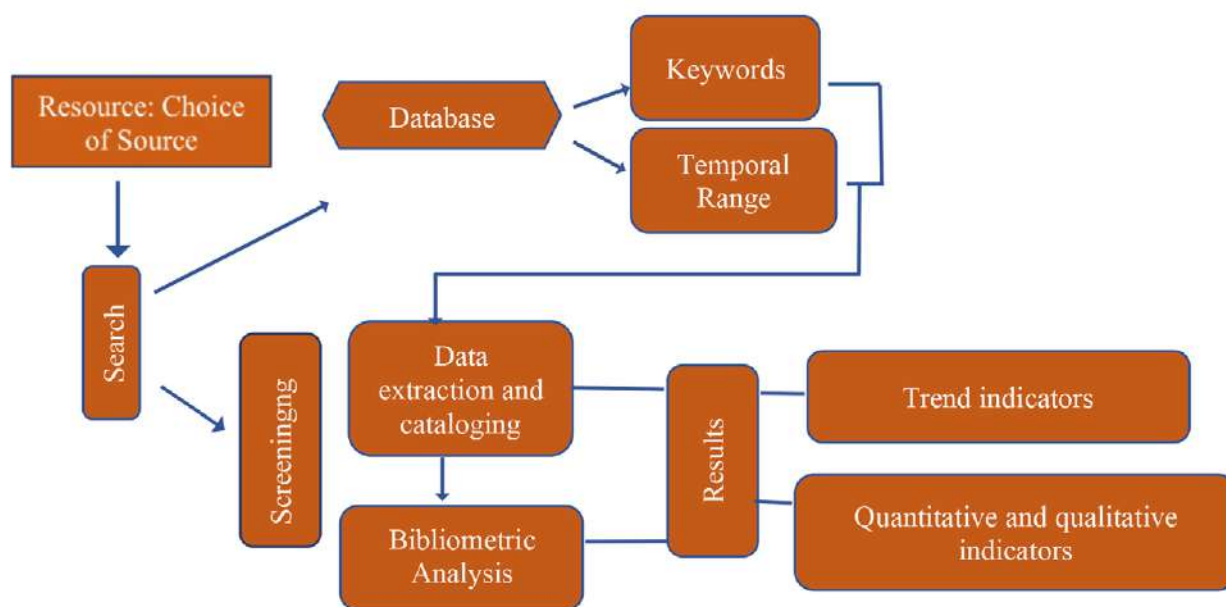 Resource: Choice
of Source
Database
Keywords
Temporal
Range
Search
Screeningng
Data
extraction and
cataloging
Bibliometric
Analysis
Results
Trend indicators
Quantitative and qualitative
indicators